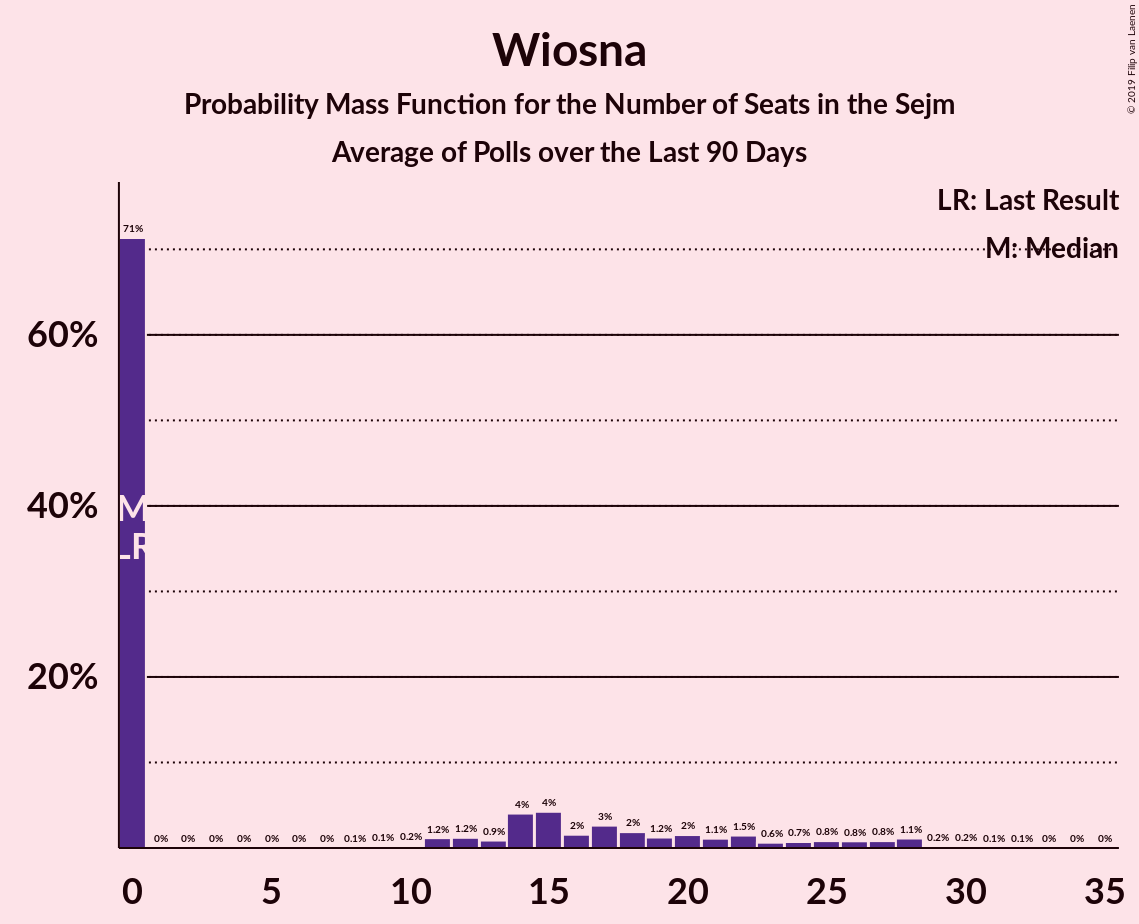 Wiosna
Probability Mass Function for the Number of Seats in the Sejm
Average of Polls over the Last 90 Days
© 2019 Filip van Laenen
LR: Last Result
M: Median
71%
60%
40%
20%
M
LR
0% 0% 0% 0% 0% 0% 0% 0.1% 0.1% 0.2% 1.2% 1.2% 0.9% 4% 4% 2% 3% 2% 1.2% 2% 1.1% 1.5% 0.6% 0.7% 0.8% 0.8% 0.8% 1.1% 0.2% 0.2% 0.1% 0.1% 0% 0% 0%
0 5 10 15 20 25 30 35